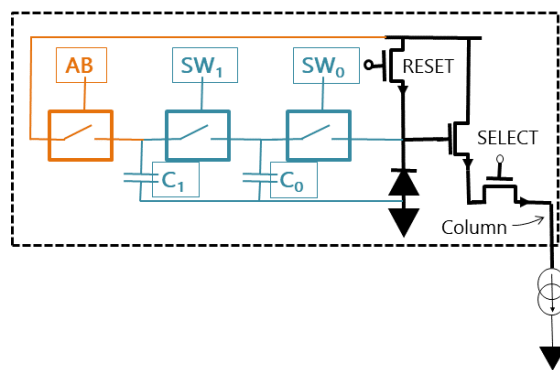 AB
SW₁
SW₀
RESET
SELECT
C₁
C₀
Column